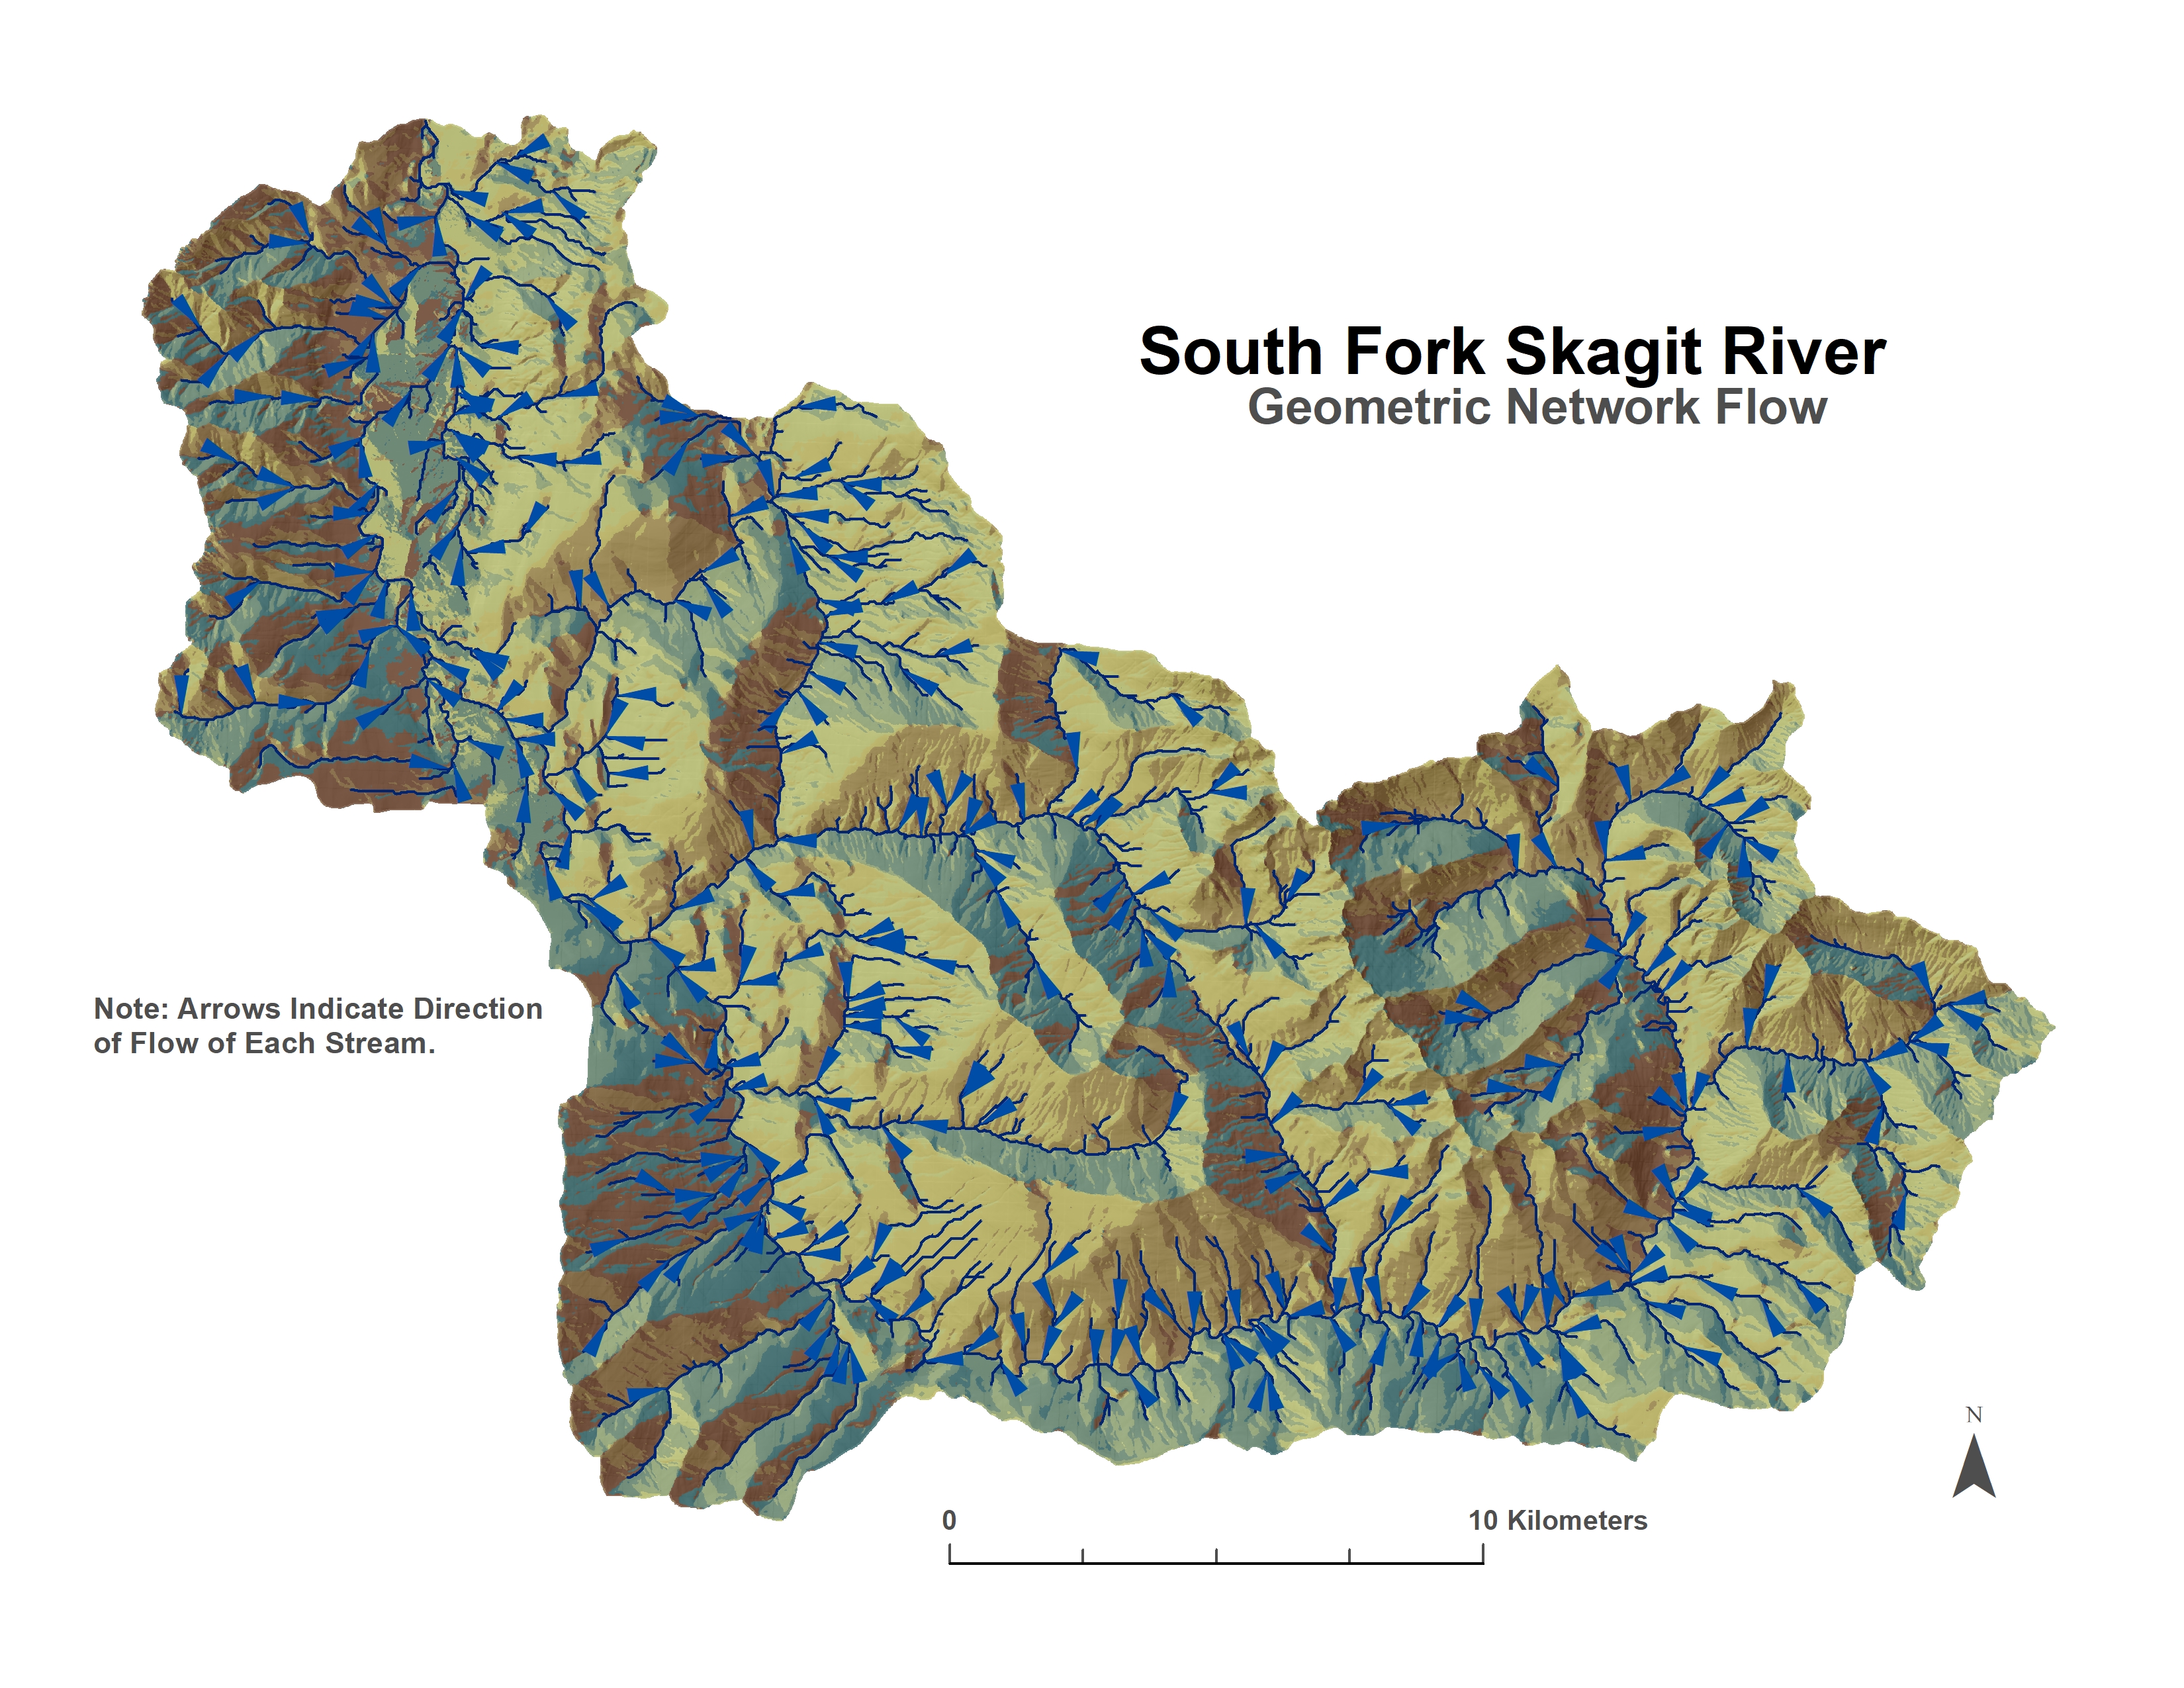 South Fork Skagit River
Geometric Network Flow
Note: Arrows Indicate Direction
of Flow of Each Stream.
N
0 10 Kilometers